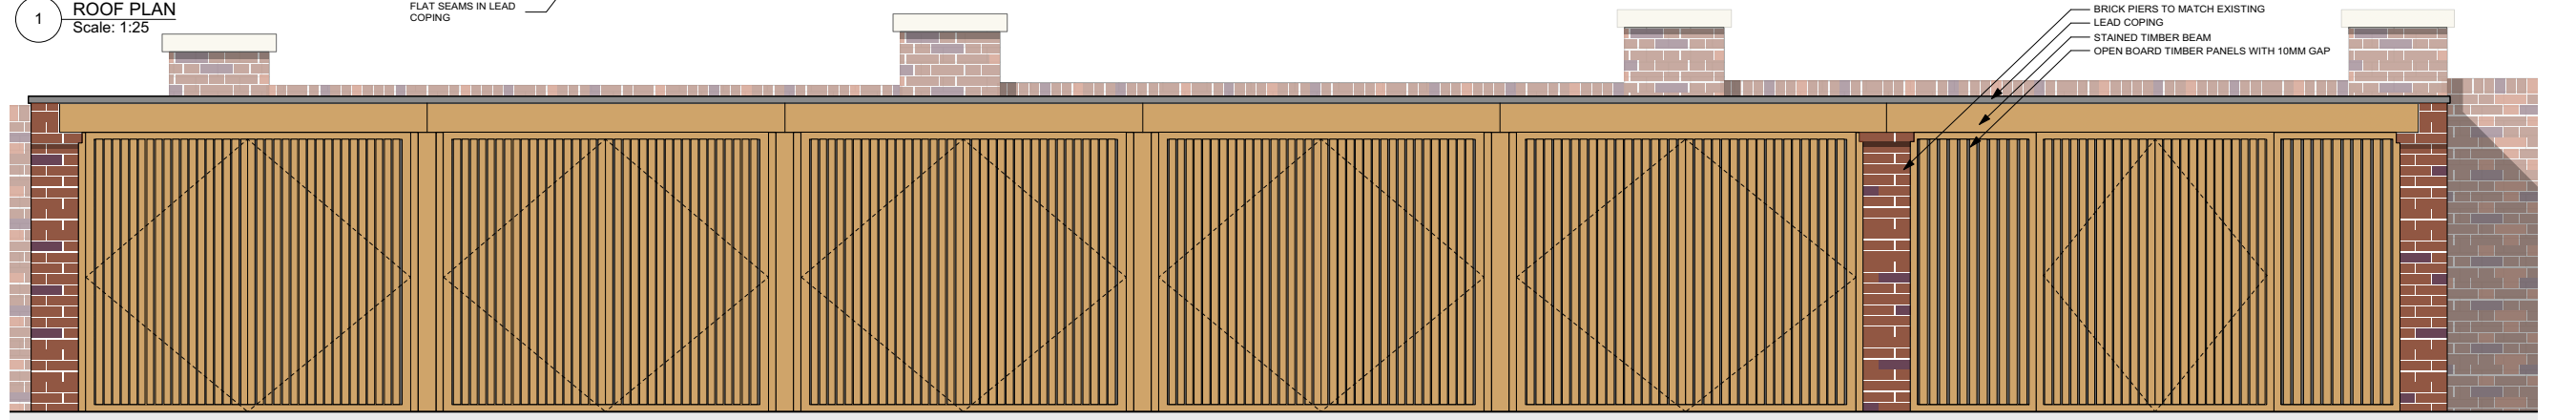 1
ROOF PLAN
Scale: 1:25
FLAT SEAMS IN LEAD
COPING
BRICK PIERS TO MATCH EXISTING
LEAD COPING
STAINED TIMBER BEAM
OPEN BOARD TIMBER PANELS WITH 10MM GAP